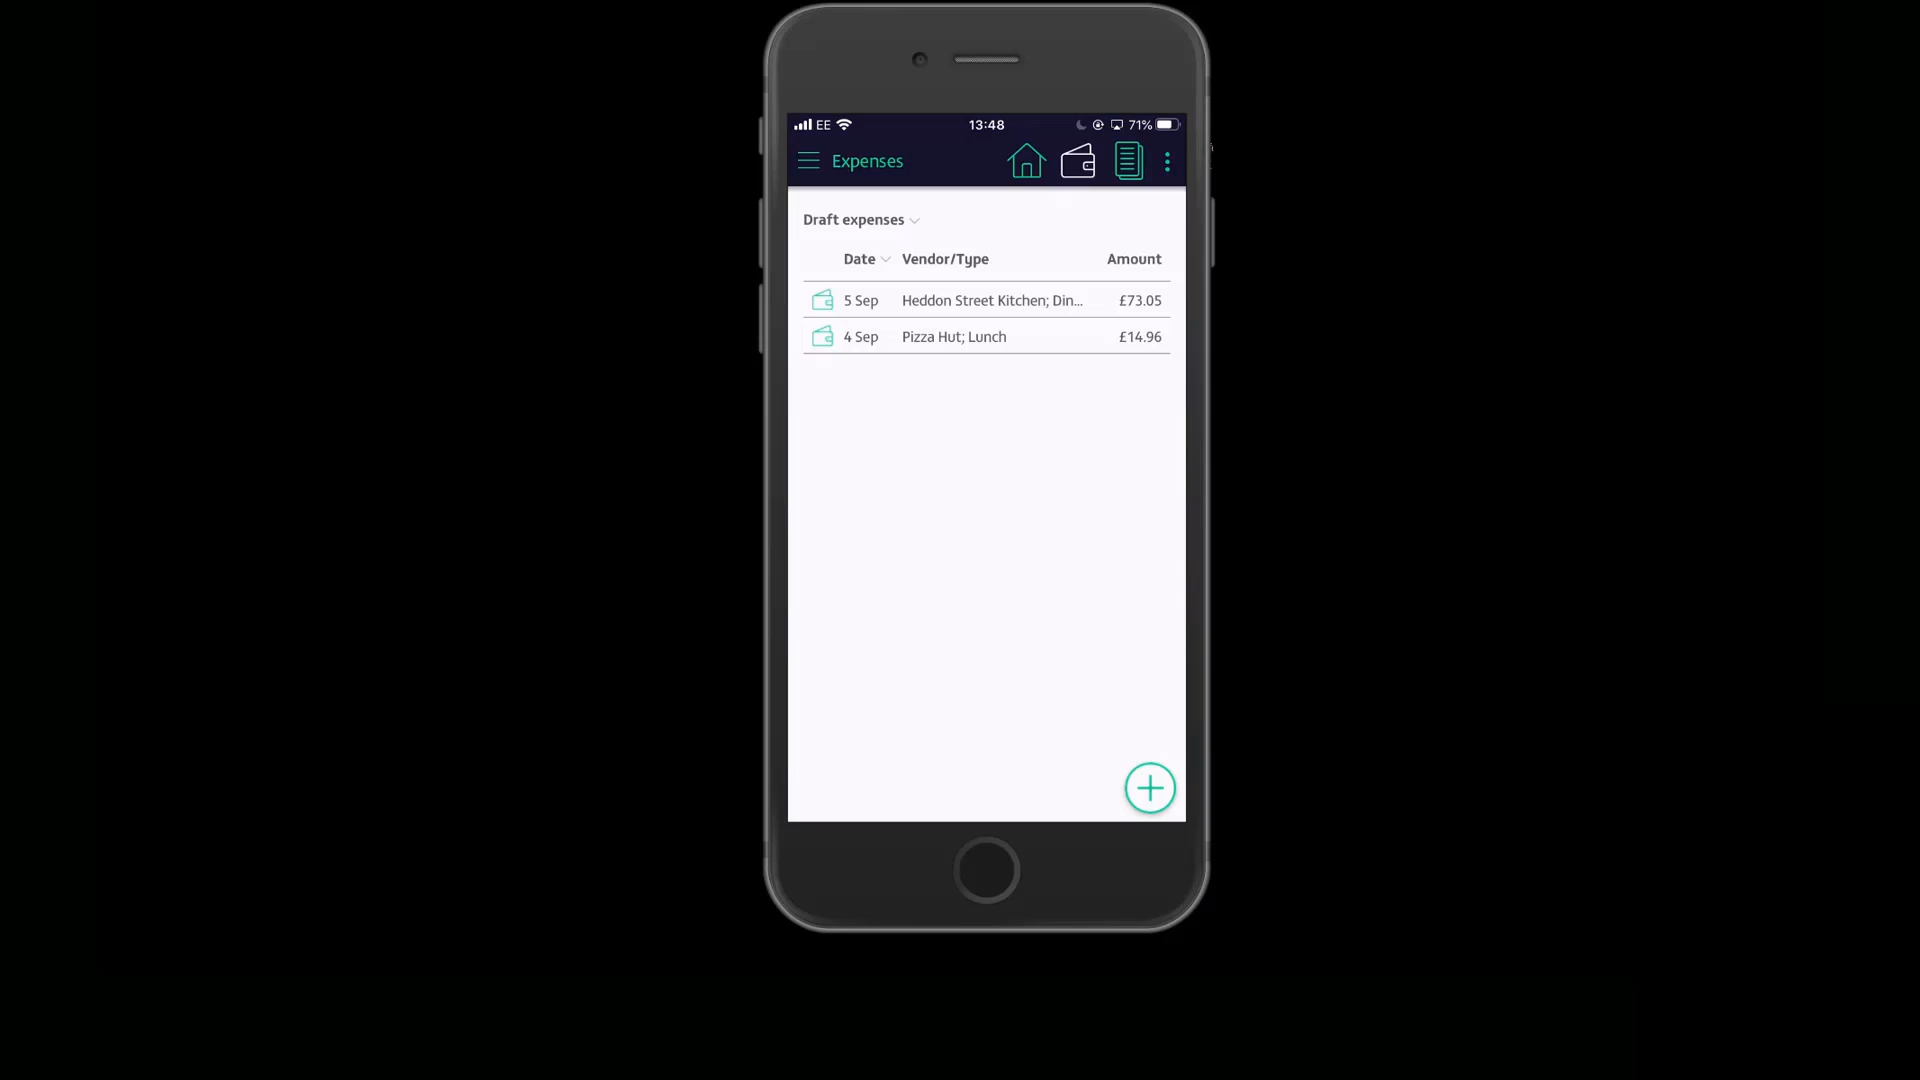 EE 13:48 71%
Expenses
Draft expenses
Date Vendor/Type Amount
5 Sep Heddon Street Kitchen; Din... £73.05
4 Sep Pizza Hut; Lunch £14.96